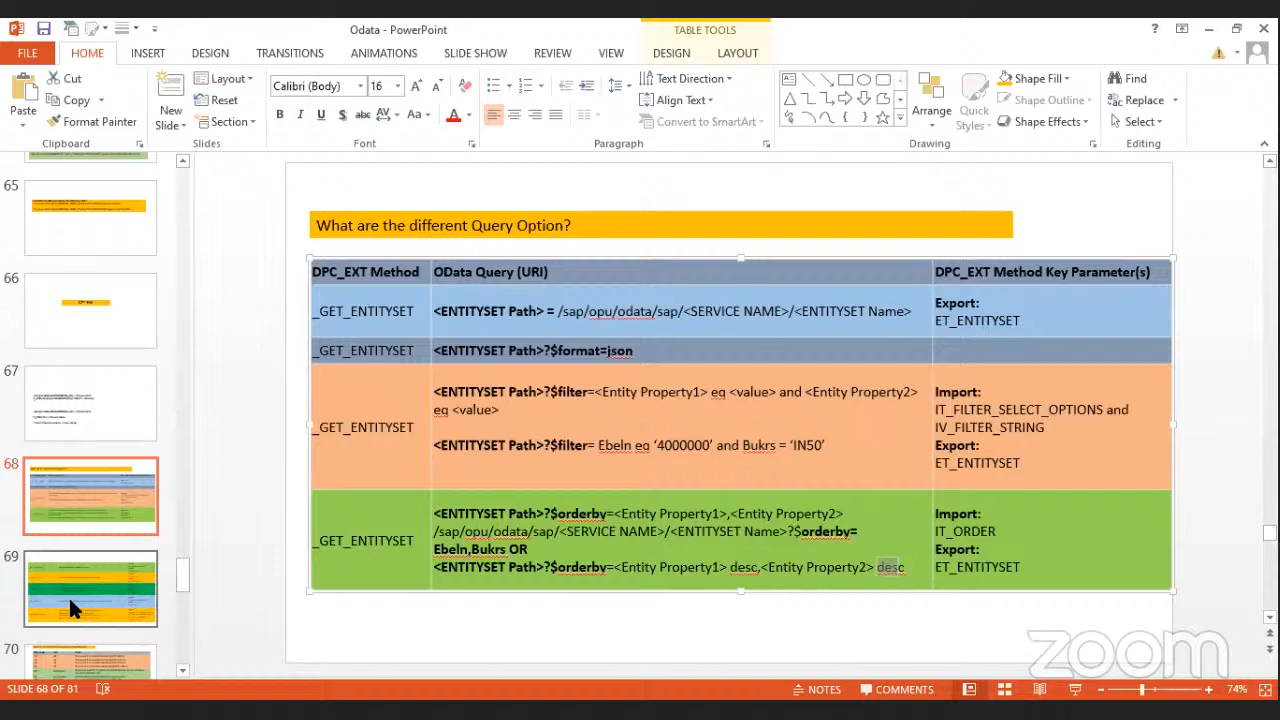 Odata - PowerPoint
TABLE TOOLS
FILE
HOME
INSERT
DESIGN
TRANSITIONS
ANIMATIONS
SLIDE SHOW
REVIEW
VIEW
DESIGN
LAYOUT
Paste
Cut
Copy
Format Painter
Clipboard
New
Slide
Layout
Reset
Section
Slides
Calibri (Body)
16
Font
Text Direction
Align Text
Convert to SmartArt
Paragraph
Arrange
Quick
Styles
Shape Fill
Shape Outline
Shape Effects
Drawing
Find
Replace
Select
Editing
65
66
67
68
69
70
What are the different Query Option?
DPC_EXT Method
OData Query (URI)
DPC_EXT Method Key Parameter(s)
_GET_ENTITYSET
<ENTITYSET Path> = /sap/opu/odata/sap/<SERVICE NAME>/<ENTITYSET Name>
Export:
ET_ENTITYSET
_GET_ENTITYSET
<ENTITYSET Path>?$format=json
_GET_ENTITYSET
<ENTITYSET Path>?$filter=<Entity Property1> eq <value> and <Entity Property2>
eq <value>
<ENTITYSET Path>?$filter= Ebeln eq ‘4000000’ and Bukrs = ‘IN50’
Import:
IT_FILTER_SELECT_OPTIONS and
IV_FILTER_STRING
Export:
ET_ENTITYSET
_GET_ENTITYSET
<ENTITYSET Path>?$orderby=<Entity Property1>,<Entity Property2>
/sap/opu/odata/sap/<SERVICE NAME>/<ENTITYSET Name>?$orderby=
Ebeln,Bukrs OR
<ENTITYSET Path>?$orderby=<Entity Property1> desc,<Entity Property2> desc
Import:
IT_ORDER
Export:
ET_ENTITYSET
zoom
SLIDE 68 OF 81
NOTES
COMMENTS
74%